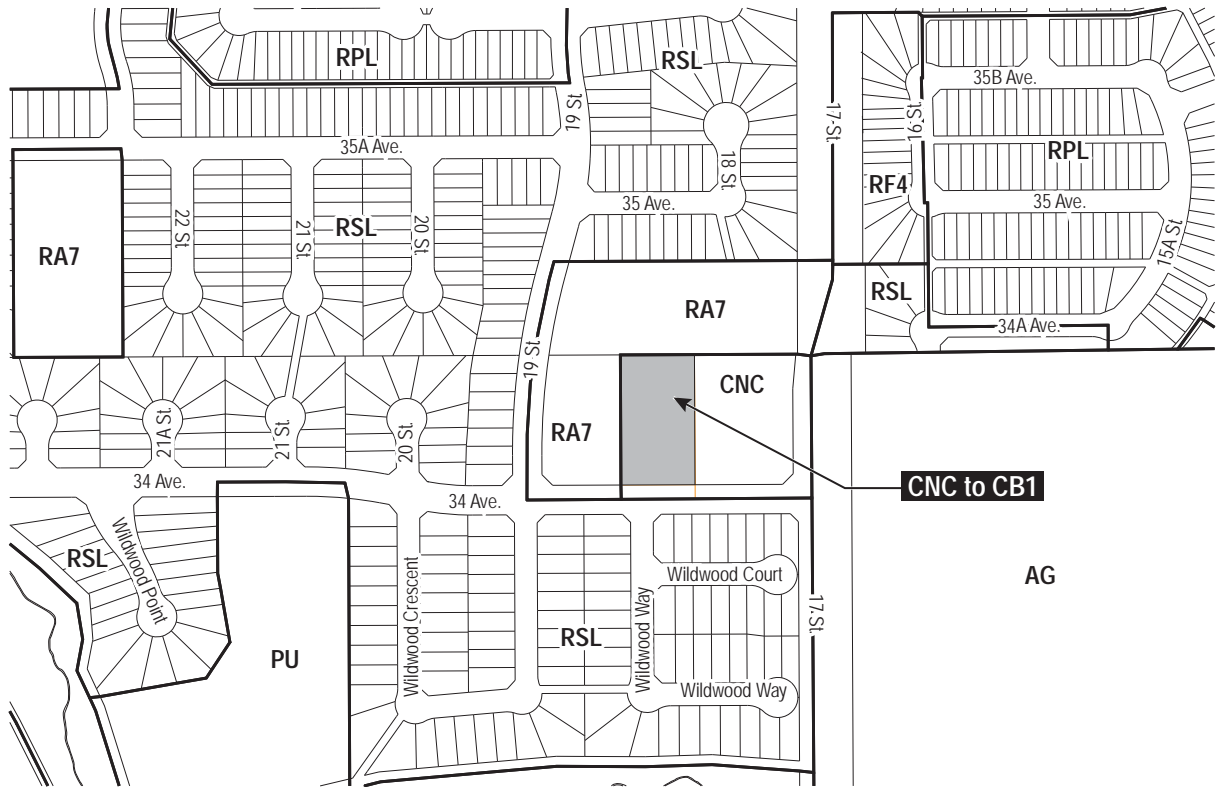 RPL
RSL
19 St.
35B Ave.
17 St.
16 St.
35A Ave.
18 St.
RPL
RF4
35 Ave.
35 Ave.
22 St.
21 St.
RSL
20 St.
15A St.
RA7
RSL
RA7
34A Ave.
19 St.
CNC
21A St.
21 St.
20 St.
RA7
34 Ave.
CNC to CB1
34 Ave.
RSL
Wildwood Point
Wildwood Crescent
Wildwood Way
Wildwood Court
AG
17 St.
RSL
PU
Wildwood Way